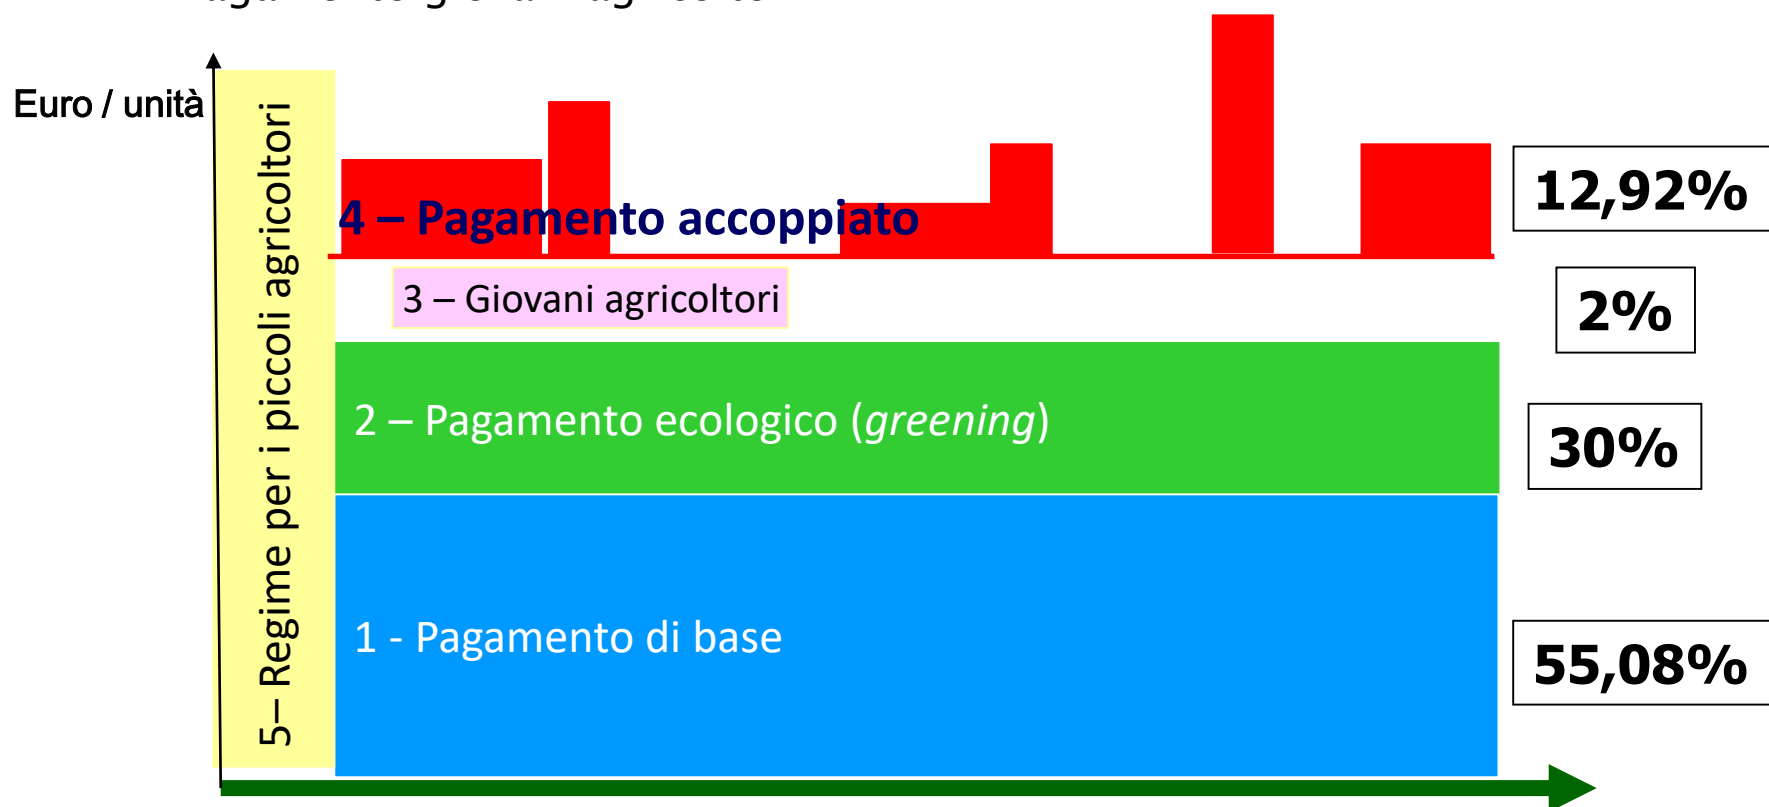 Euro / unità
5– Regime per i piccoli agricoltori
4 – Pagamento accoppiato
12,92%
3 – Giovani agricoltori
2%
2 – Pagamento ecologico (greening)
30%
1 - Pagamento di base
55,08%